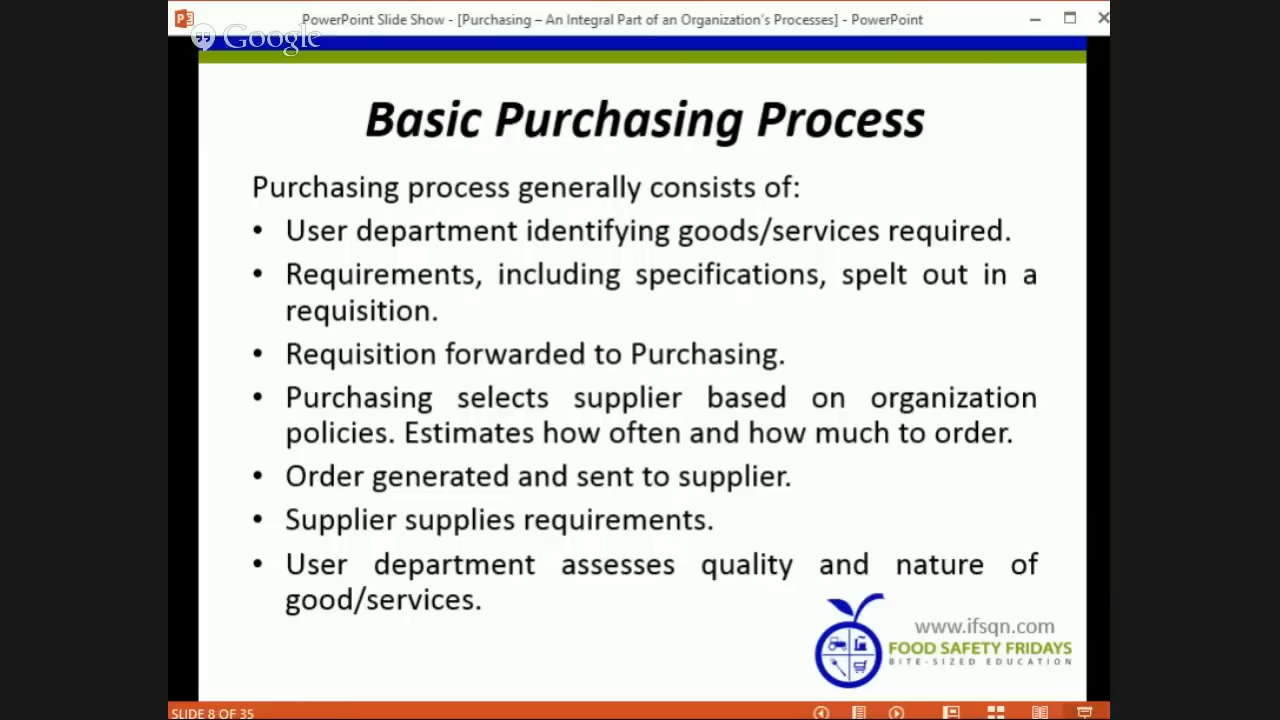 PowerPoint Slide Show - [Purchasing – An Integral Part of an Organization's Processes] - PowerPoint
Google
Basic Purchasing Process
Purchasing process generally consists of:
• User department identifying goods/services required.
• Requirements, including specifications, spelt out in a
requisition.
• Requisition forwarded to Purchasing.
• Purchasing selects supplier based on organization
policies. Estimates how often and how much to order.
• Order generated and sent to supplier.
• Supplier supplies requirements.
• User department assesses quality and nature of
good/services.
www.ifsqn.com
FOOD SAFETY FRIDAYS
BITE-SIZED EDUCATION
SLIDE 8 OF 35